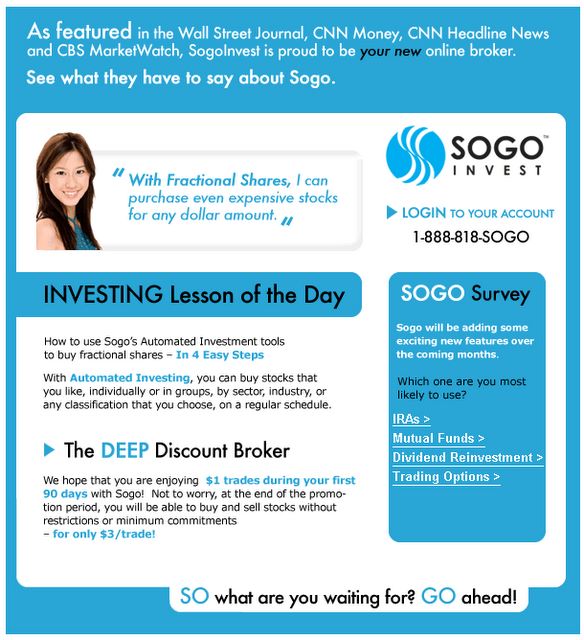 As featured in the Wall Street Journal, CNN Money, CNN Headline News
and CBS MarketWatch, SogoInvest is proud to be your new online broker.
See what they have to say about Sogo.
“ With Fractional Shares, I can
purchase even expensive stocks
for any dollar amount. ”
SOGO™
INVEST
LOGIN TO YOUR ACCOUNT
1-888-818-SOGO
INVESTING Lesson of the Day
How to use Sogo’s Automated Investment tools
to buy fractional shares – In 4 Easy Steps
With Automated Investing, you can buy stocks that
you like, individually or in groups, by sector, industry, or
any classification that you choose, on a regular schedule.
The DEEP Discount Broker
We hope that you are enjoying $1 trades during your first
90 days with Sogo! Not to worry, at the end of the promo-
tion period, you will be able to buy and sell stocks without
restrictions or minimum commitments
– for only $3/trade!
SOGO Survey
Sogo will be adding some
exciting new features over
the coming months.
Which one are you most
likely to use?
IRAs >
Mutual Funds >
Dividend Reinvestment >
Trading Options >
SO what are you waiting for? GO ahead!